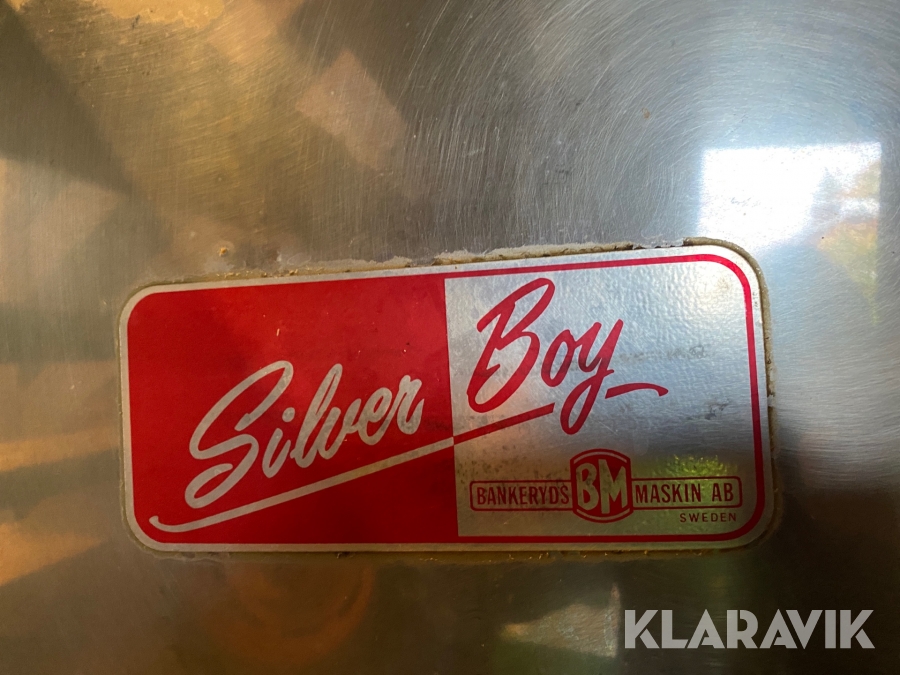 Silver Boy
BANKERYDS BM MASKIN AB
SWEDEN
KLARAVIK